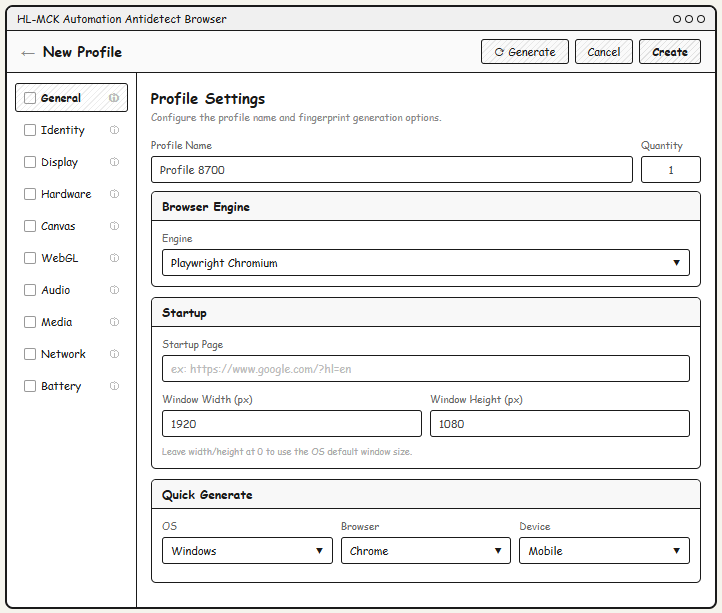 HL-MCK Automation Antidetect Browser
← New Profile
Generate
Cancel
Create
General
Identity
Display
Hardware
Canvas
WebGL
Audio
Media
Network
Battery
Profile Settings
Configure the profile name and fingerprint generation options.
Profile Name
Quantity
Profile 8700
1
Browser Engine
Engine
Playwright Chromium
Startup
Startup Page
ex: https://www.google.com/?hl=en
Window Width (px)
Window Height (px)
1920
1080
Leave width/height at 0 to use the OS default window size.
Quick Generate
OS
Browser
Device
Windows
Chrome
Mobile